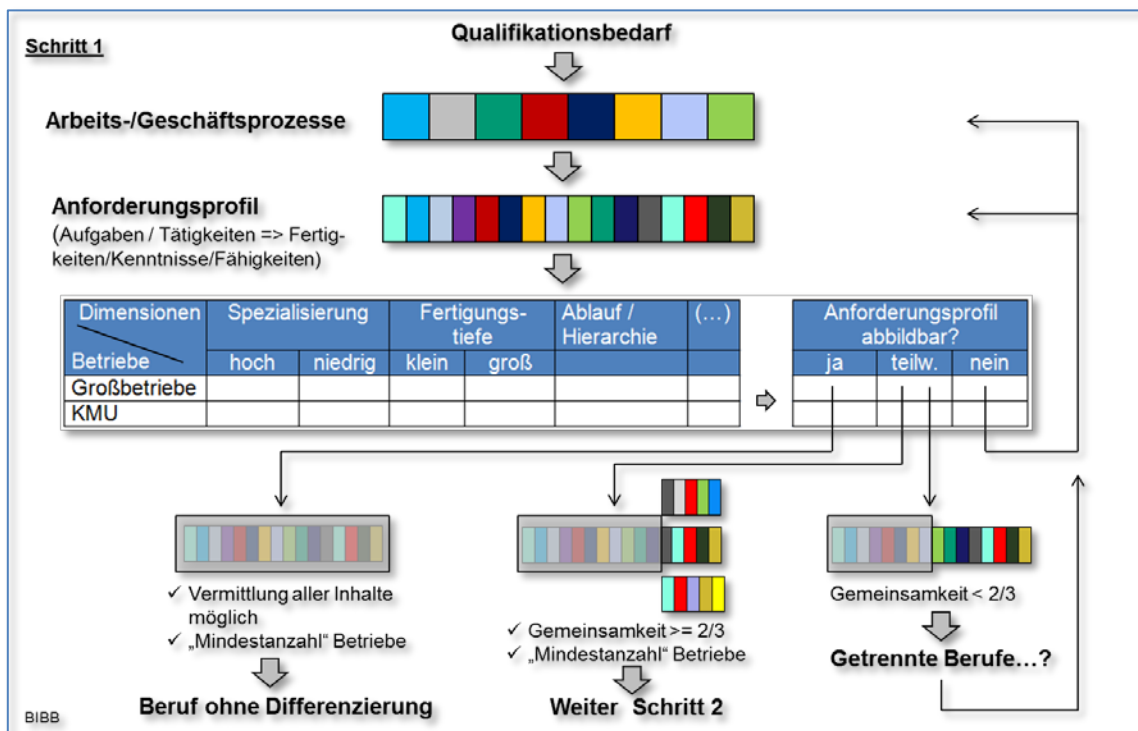 Schritt 1
Qualifikationsbedarf
Arbeits-/Geschäftsprozesse
Anforderungsprofil
(Aufgaben / Tätigkeiten => Fertig-
keiten/Kenntnisse/Fähigkeiten)
Dimensionen
Betriebe
Spezialisierung
hoch
niedrig
Fertigungs-
tiefe
klein
groß
Ablauf /
Hierarchie
(...)
Großbetriebe
KMU
Anforderungsprofil
abbildbar?
ja
teilw.
nein
✓ Vermittlung aller Inhalte
möglich
✓ „Mindestanzahl“ Betriebe
Beruf ohne Differenzierung
✓ Gemeinsamkeit >= 2/3
✓ „Mindestanzahl“ Betriebe
Weiter Schritt 2
Gemeinsamkeit < 2/3
Getrennte Berufe...?
BIBB